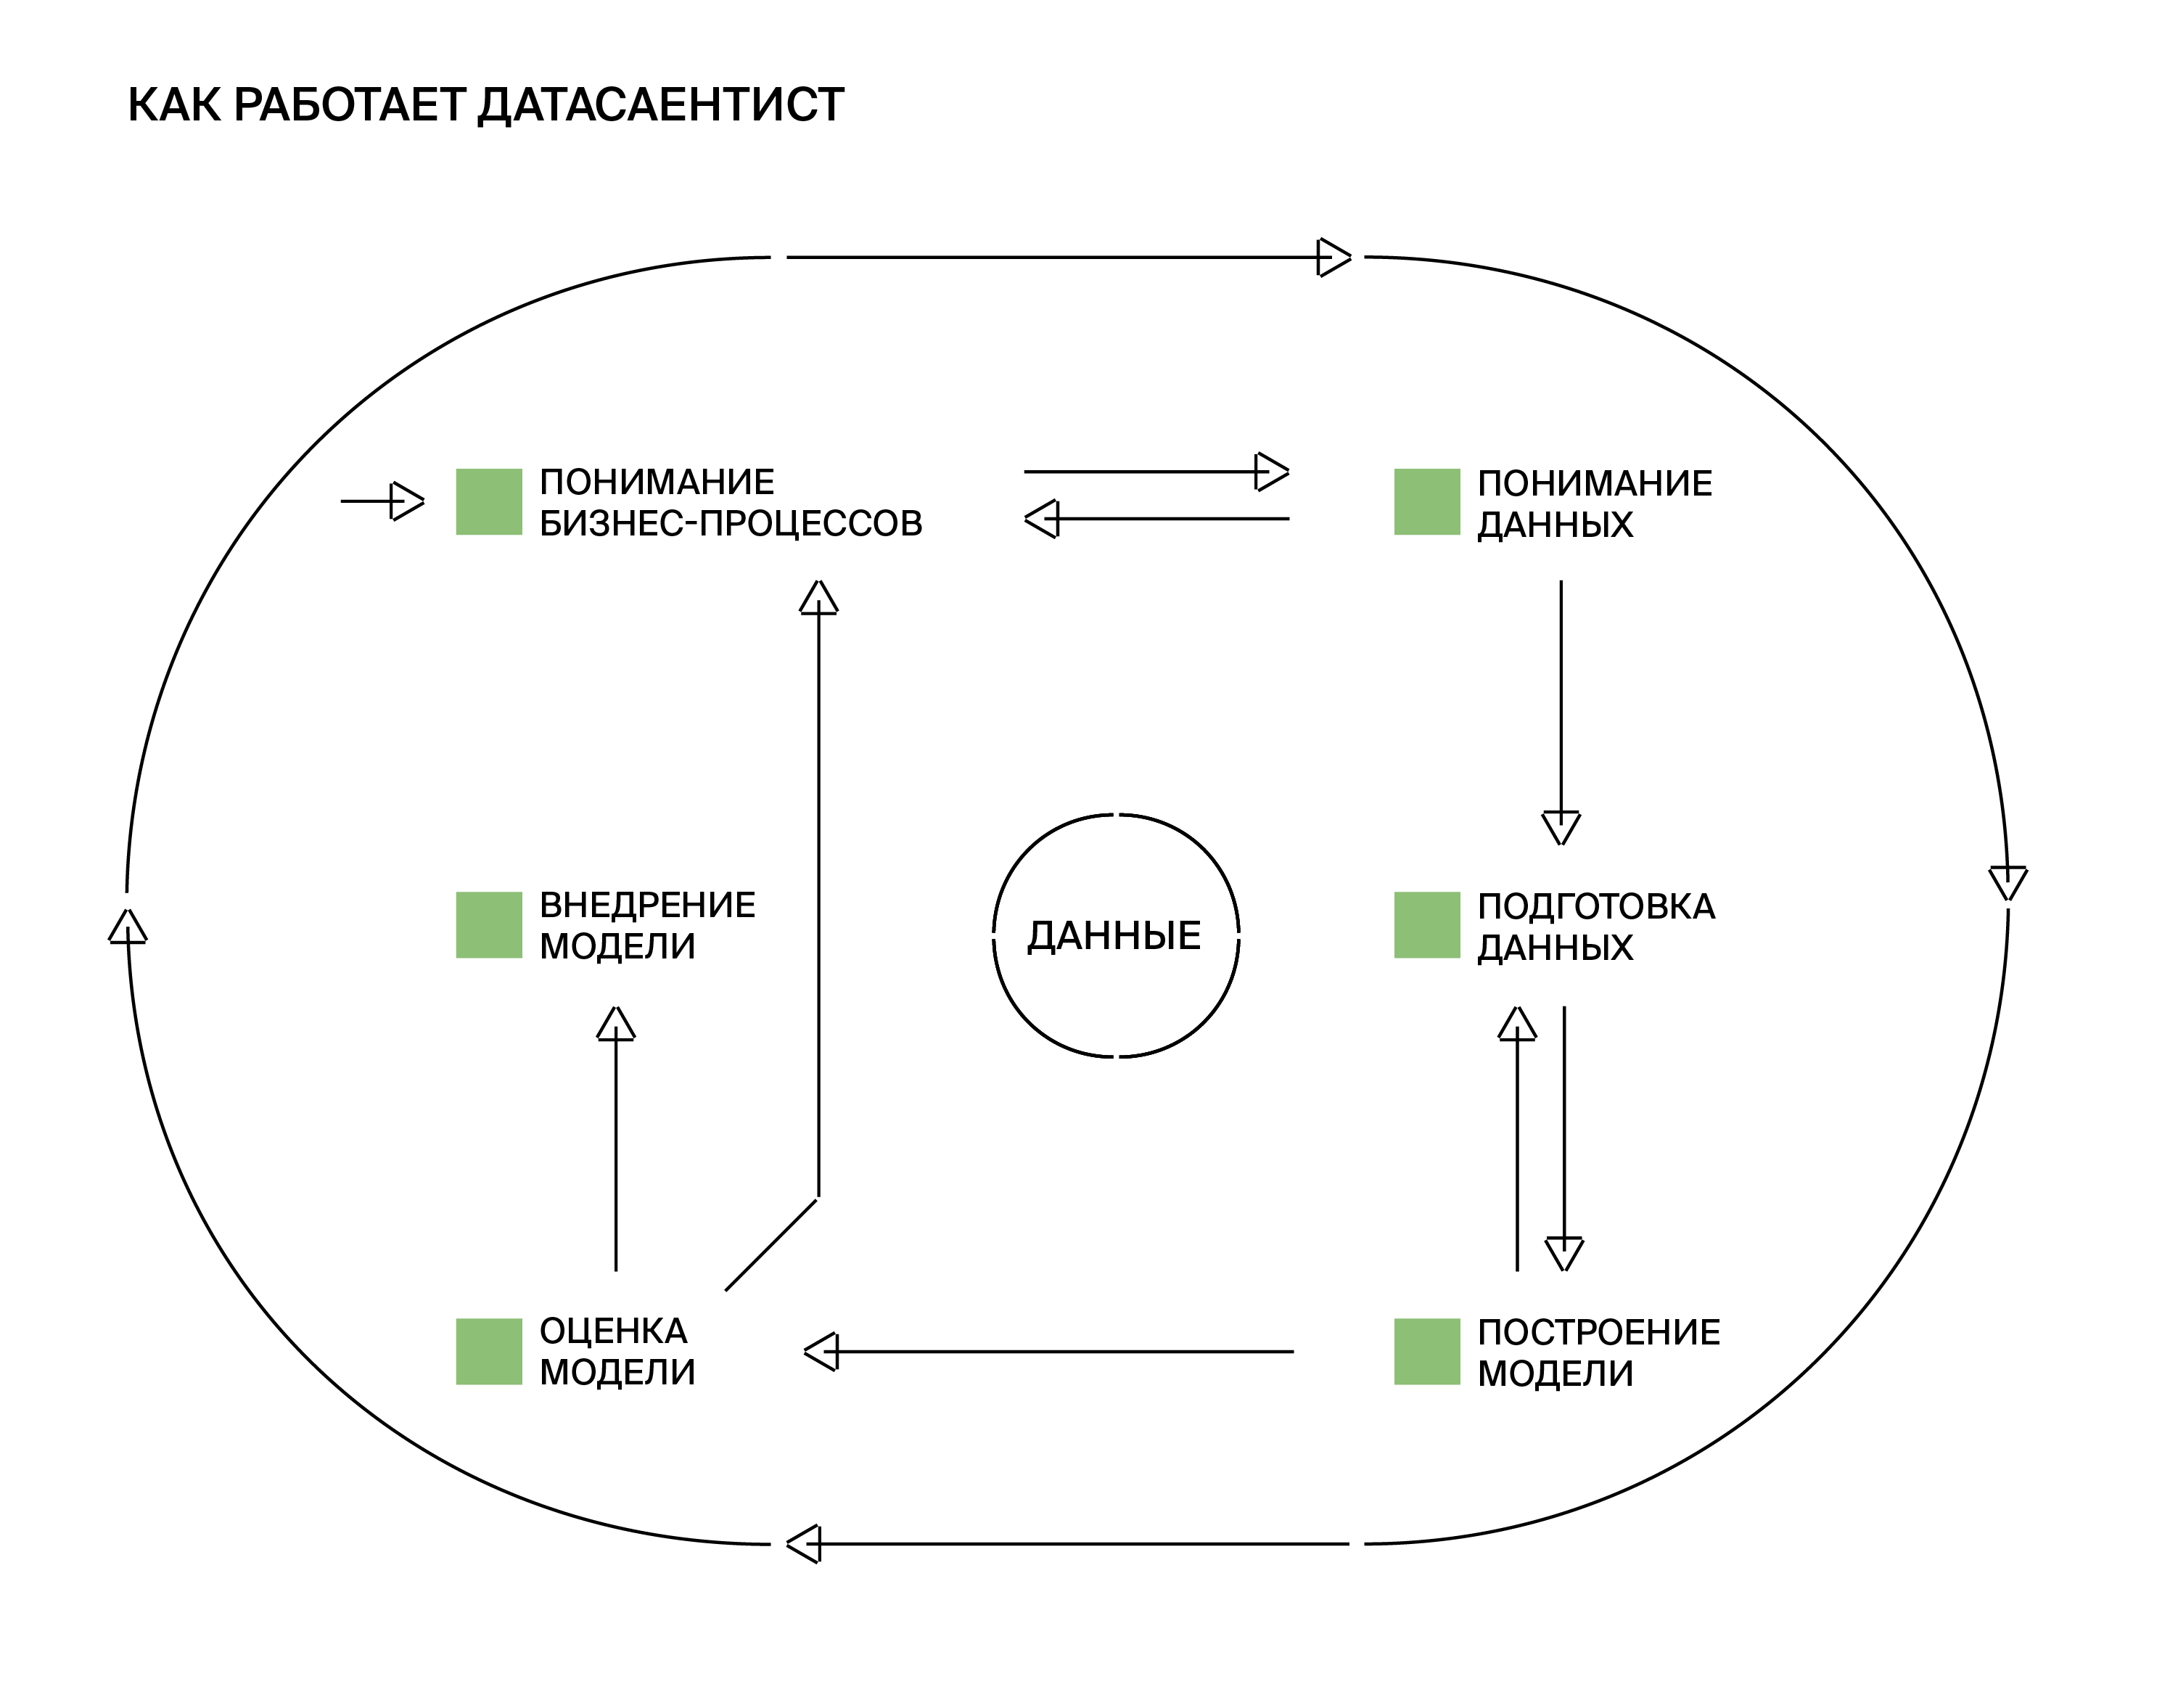 КАК РАБОТАЕТ ДАТАСАЕНТИСТ
ПОНИМАНИЕ
БИЗНЕС-ПРОЦЕССОВ
ПОНИМАНИЕ
ДАННЫХ
ВНЕДРЕНИЕ
МОДЕЛИ
ДАННЫЕ
ПОДГОТОВКА
ДАННЫХ
ОЦЕНКА
МОДЕЛИ
ПОСТРОЕНИЕ
МОДЕЛИ